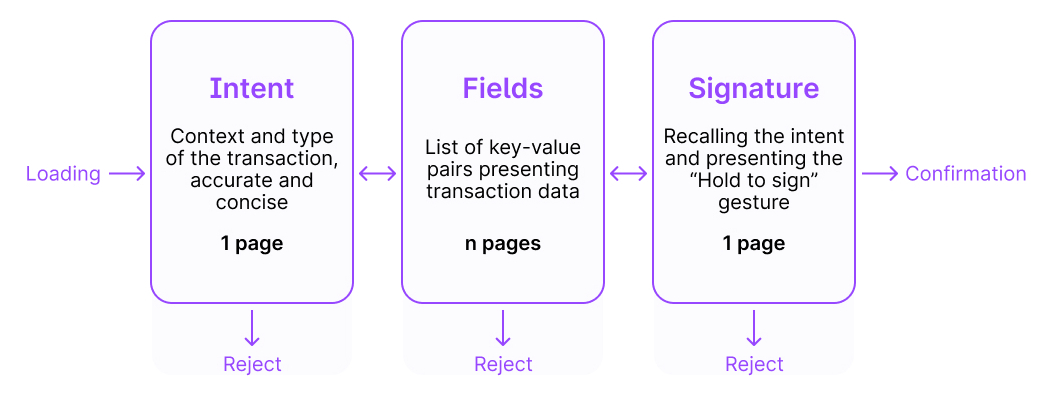 Loading
Intent
Context and type
of the transaction,
accurate and
concise
1 page
Reject
Fields
List of key-value
pairs presenting
transaction data
n pages
Reject
Signature
Recalling the intent
and presenting the
“Hold to sign”
gesture
1 page
Reject
Confirmation